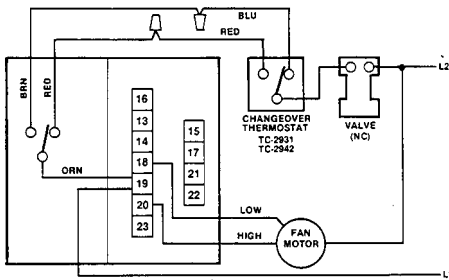 BLU
RED
L2
BRN
RED
16
13
14
18
19
20
23
15
17
21
22
ORN
CHANGEOVER
THERMOSTAT
TC-2931
TC-2942
VALVE
(NC)
LOW
HIGH
FAN
MOTOR
L